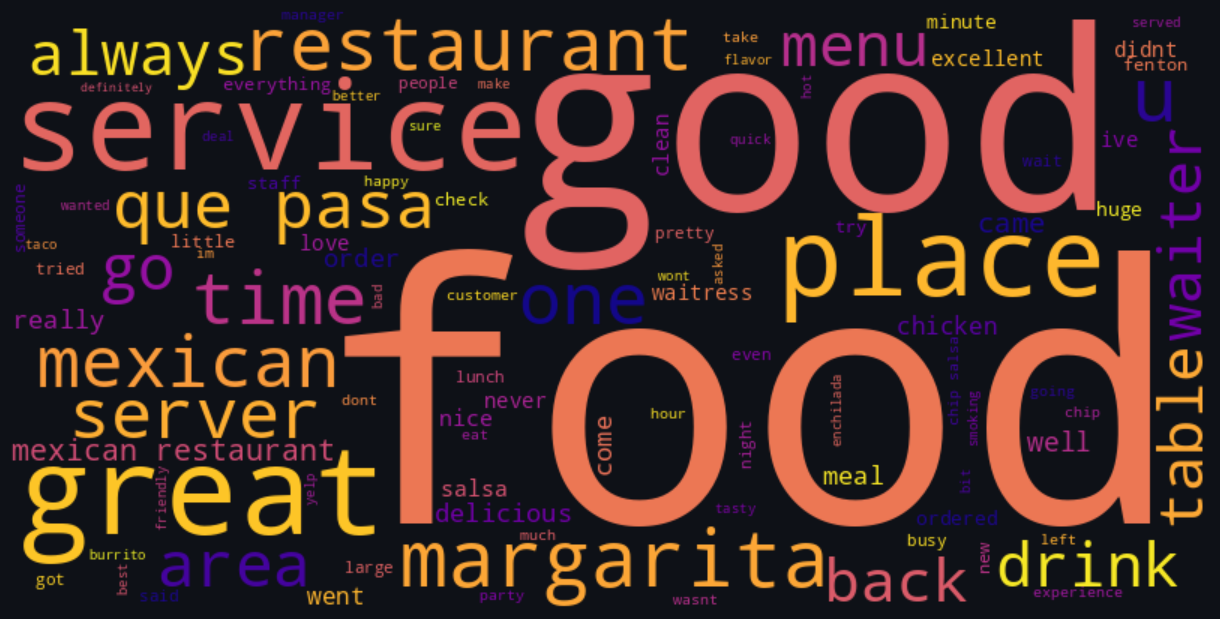 manager
minute
served
always
restaurant
take
menu
flavor
excellent
didnt
fenton
definitely
everything
people
make
better
hot
good
service
sure
deal
clean
quick
wait
u
ive
waiter
someone
staff
happy
wanted
que pasa
check
huge
taco
little
im
love
order
pretty
try
came
place
tried
go
time
bad
customer
one
wont
asked
waitress
really
chicken
food
mexican
even
chip salsa
lunch
dont
never
nice
eat
hour
come
enchilada
going
chip
smoking
well
table
server
mexican restaurant
night
meal
bit
great
friendly
yelp
salsa
delicious
tasty
ordered
much
busy
left
burrito
got
best
area
said
large
went
margarita
party
wasnt
back
new
drink
experience